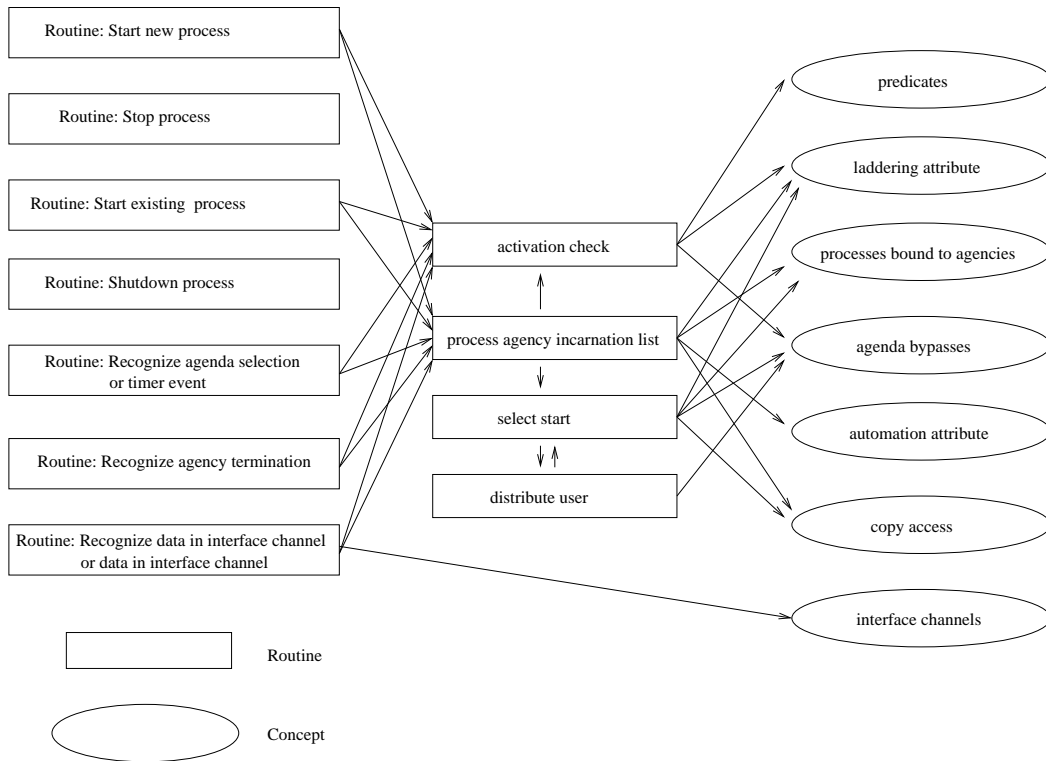 Routine: Start new process
Routine: Stop process
Routine: Start existing process
Routine: Shutdown process
Routine: Recognize agenda selection
or timer event
Routine: Recognize agency termination
Routine: Recognize data in interface channel
or data in interface channel
activation check
process agency incarnation list
select start
distribute user
predicates
laddering attribute
processes bound to agencies
agenda bypasses
automation attribute
copy access
interface channels
Routine
Concept